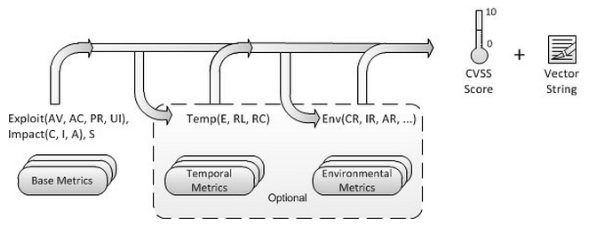 10
0
CVSS
Score
+
Vector
String
Exploit(AV, AC, PR, UI),
Impact(C, I, A), S
Temp(E, RL, RC)
Env(CR, IR, AR, ...)
Base Metrics
Temporal
Metrics
Environmental
Metrics
Optional